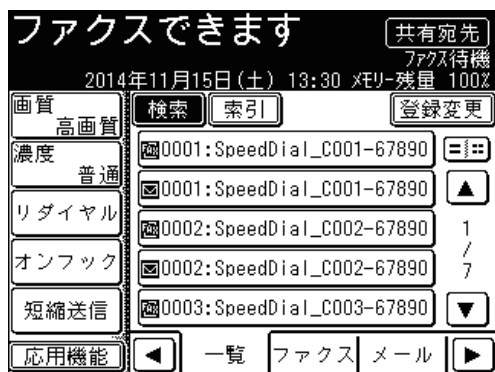 ファクスできます
共有宛先
ファクス待機
2014年11月15日(土) 13:30 メモリー残量 100%
画質
高画質
検索
索引
登録変更
濃度
普通
リダイヤル
オンフック
短縮送信
応用機能
0001:SpeedDial_C001-67890
0001:SpeedDial_C001-67890
0002:SpeedDial_C002-67890
0002:SpeedDial_C002-67890
0003:SpeedDial_C003-67890
1
/
7
一覧
ファクス
メール